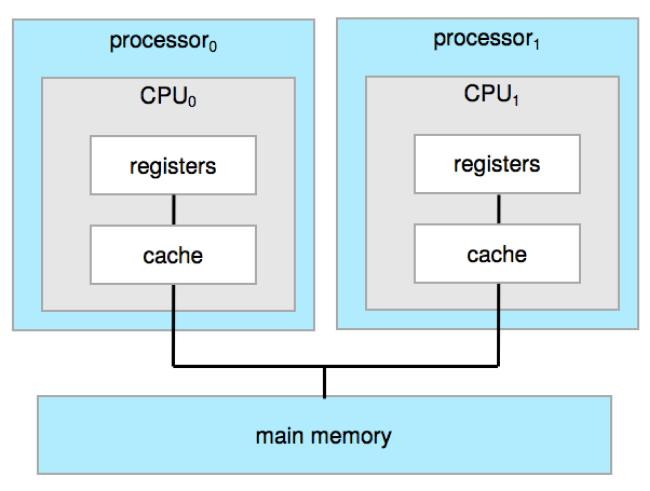 processor₀
CPU₀
registers
cache
processor₁
CPU₁
registers
cache
main memory